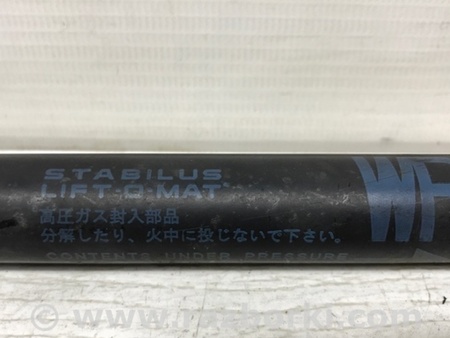 STABILUS
LIFT-O-MAT
高圧ガス封入部品
分解したり、火中に投じないで下さい。
CONTENTS UNDER PRESSURE